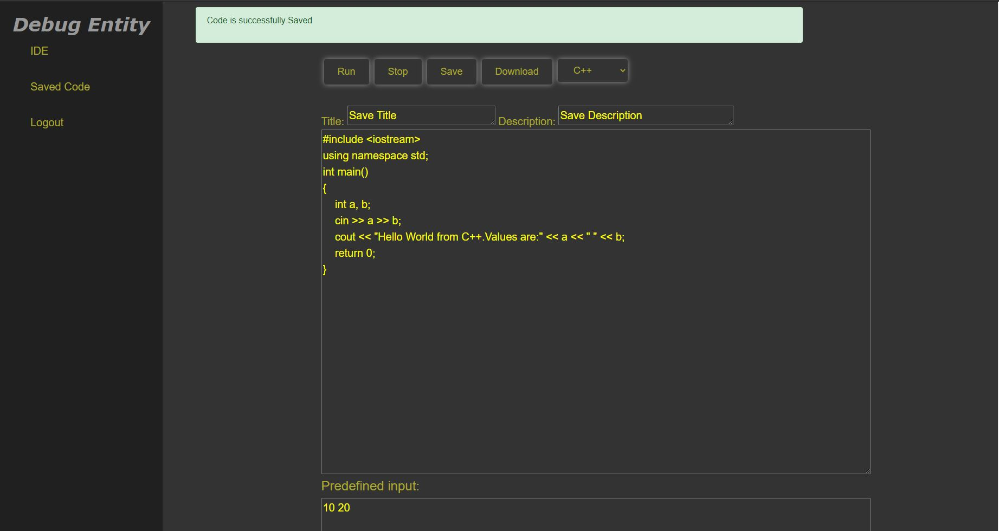 Debug Entity
IDE
Saved Code
Logout
Code is successfully Saved
Run Stop Save Download C++
Title: Save Title Description: Save Description
#include <iostream>
using namespace std;
int main()
{
    int a, b;
    cin >> a >> b;
    cout << "Hello World from C++.Values are:" << a << " " << b;
    return 0;
}
Predefined input:
10 20